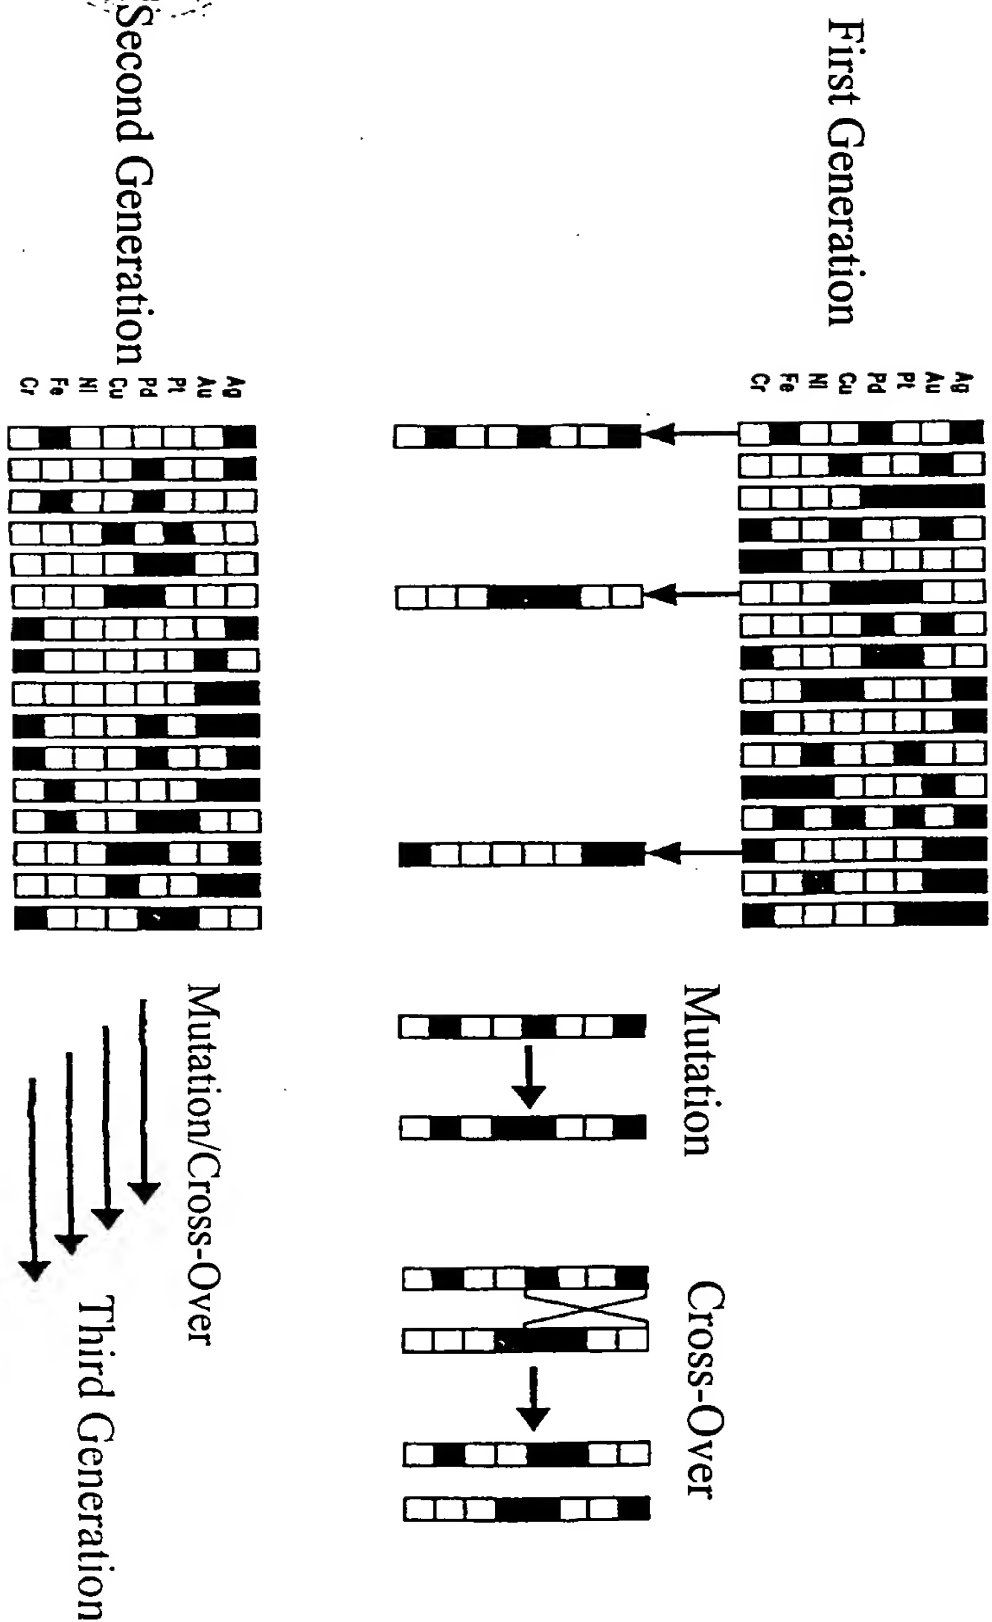 First Generation
Ag
Au
Pt
Pd
Cu
Ni
Fe
Cr
Mutation
Cross-Over
Second Generation
Ag
Au
Pt
Pd
Cu
Ni
Fe
Cr
Mutation/Cross-Over
Third Generation